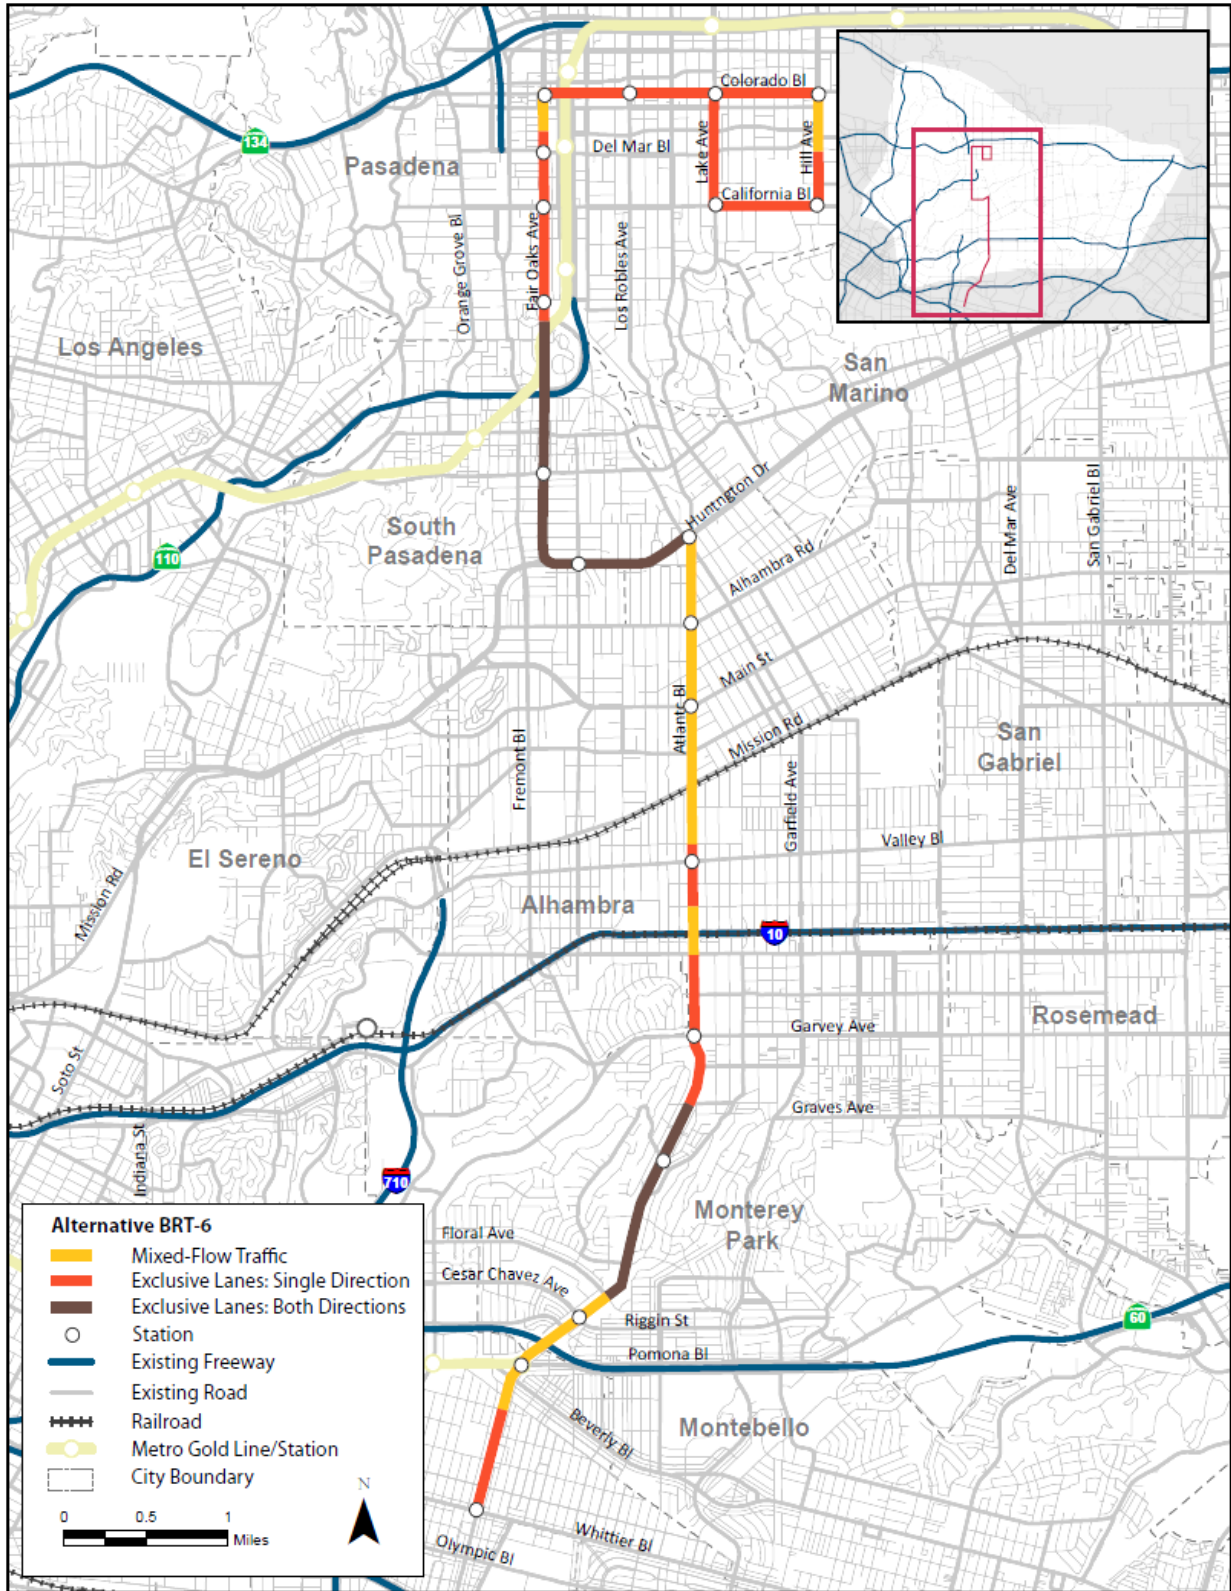 Colorado Bl
134
Pasadena
Del Mar Bl
Lake Ave
Hill Ave
California Bl
Orange Grove Bl
Fair Oaks Ave
Los Robles Ave
Los Angeles
San
Marino
Huntngton Dr
South
Pasadena
110
Alhambra Rd
Del Mar Ave
San Gabriel Bl
Main St
Atlantc Bl
Mission Rd
San
Gabriel
Fremont Bl
Garfield Ave
Valley Bl
El Sereno
Mission Rd
Alhambra
10
Rosemead
Garvey Ave
Soto St
Graves Ave
Indiana St
710
Monterey
Park
Floral Ave
Cesar Chavez Ave
Riggin St
60
Pomona Bl
Beverly Bl
Montebello
Whittier Bl
Olympic Bl
Alternative BRT-6
Mixed-Flow Traffic
Exclusive Lanes: Single Direction
Exclusive Lanes: Both Directions
Station
Existing Freeway
Existing Road
Railroad
Metro Gold Line/Station
City Boundary
N
0 0.5 1
Miles